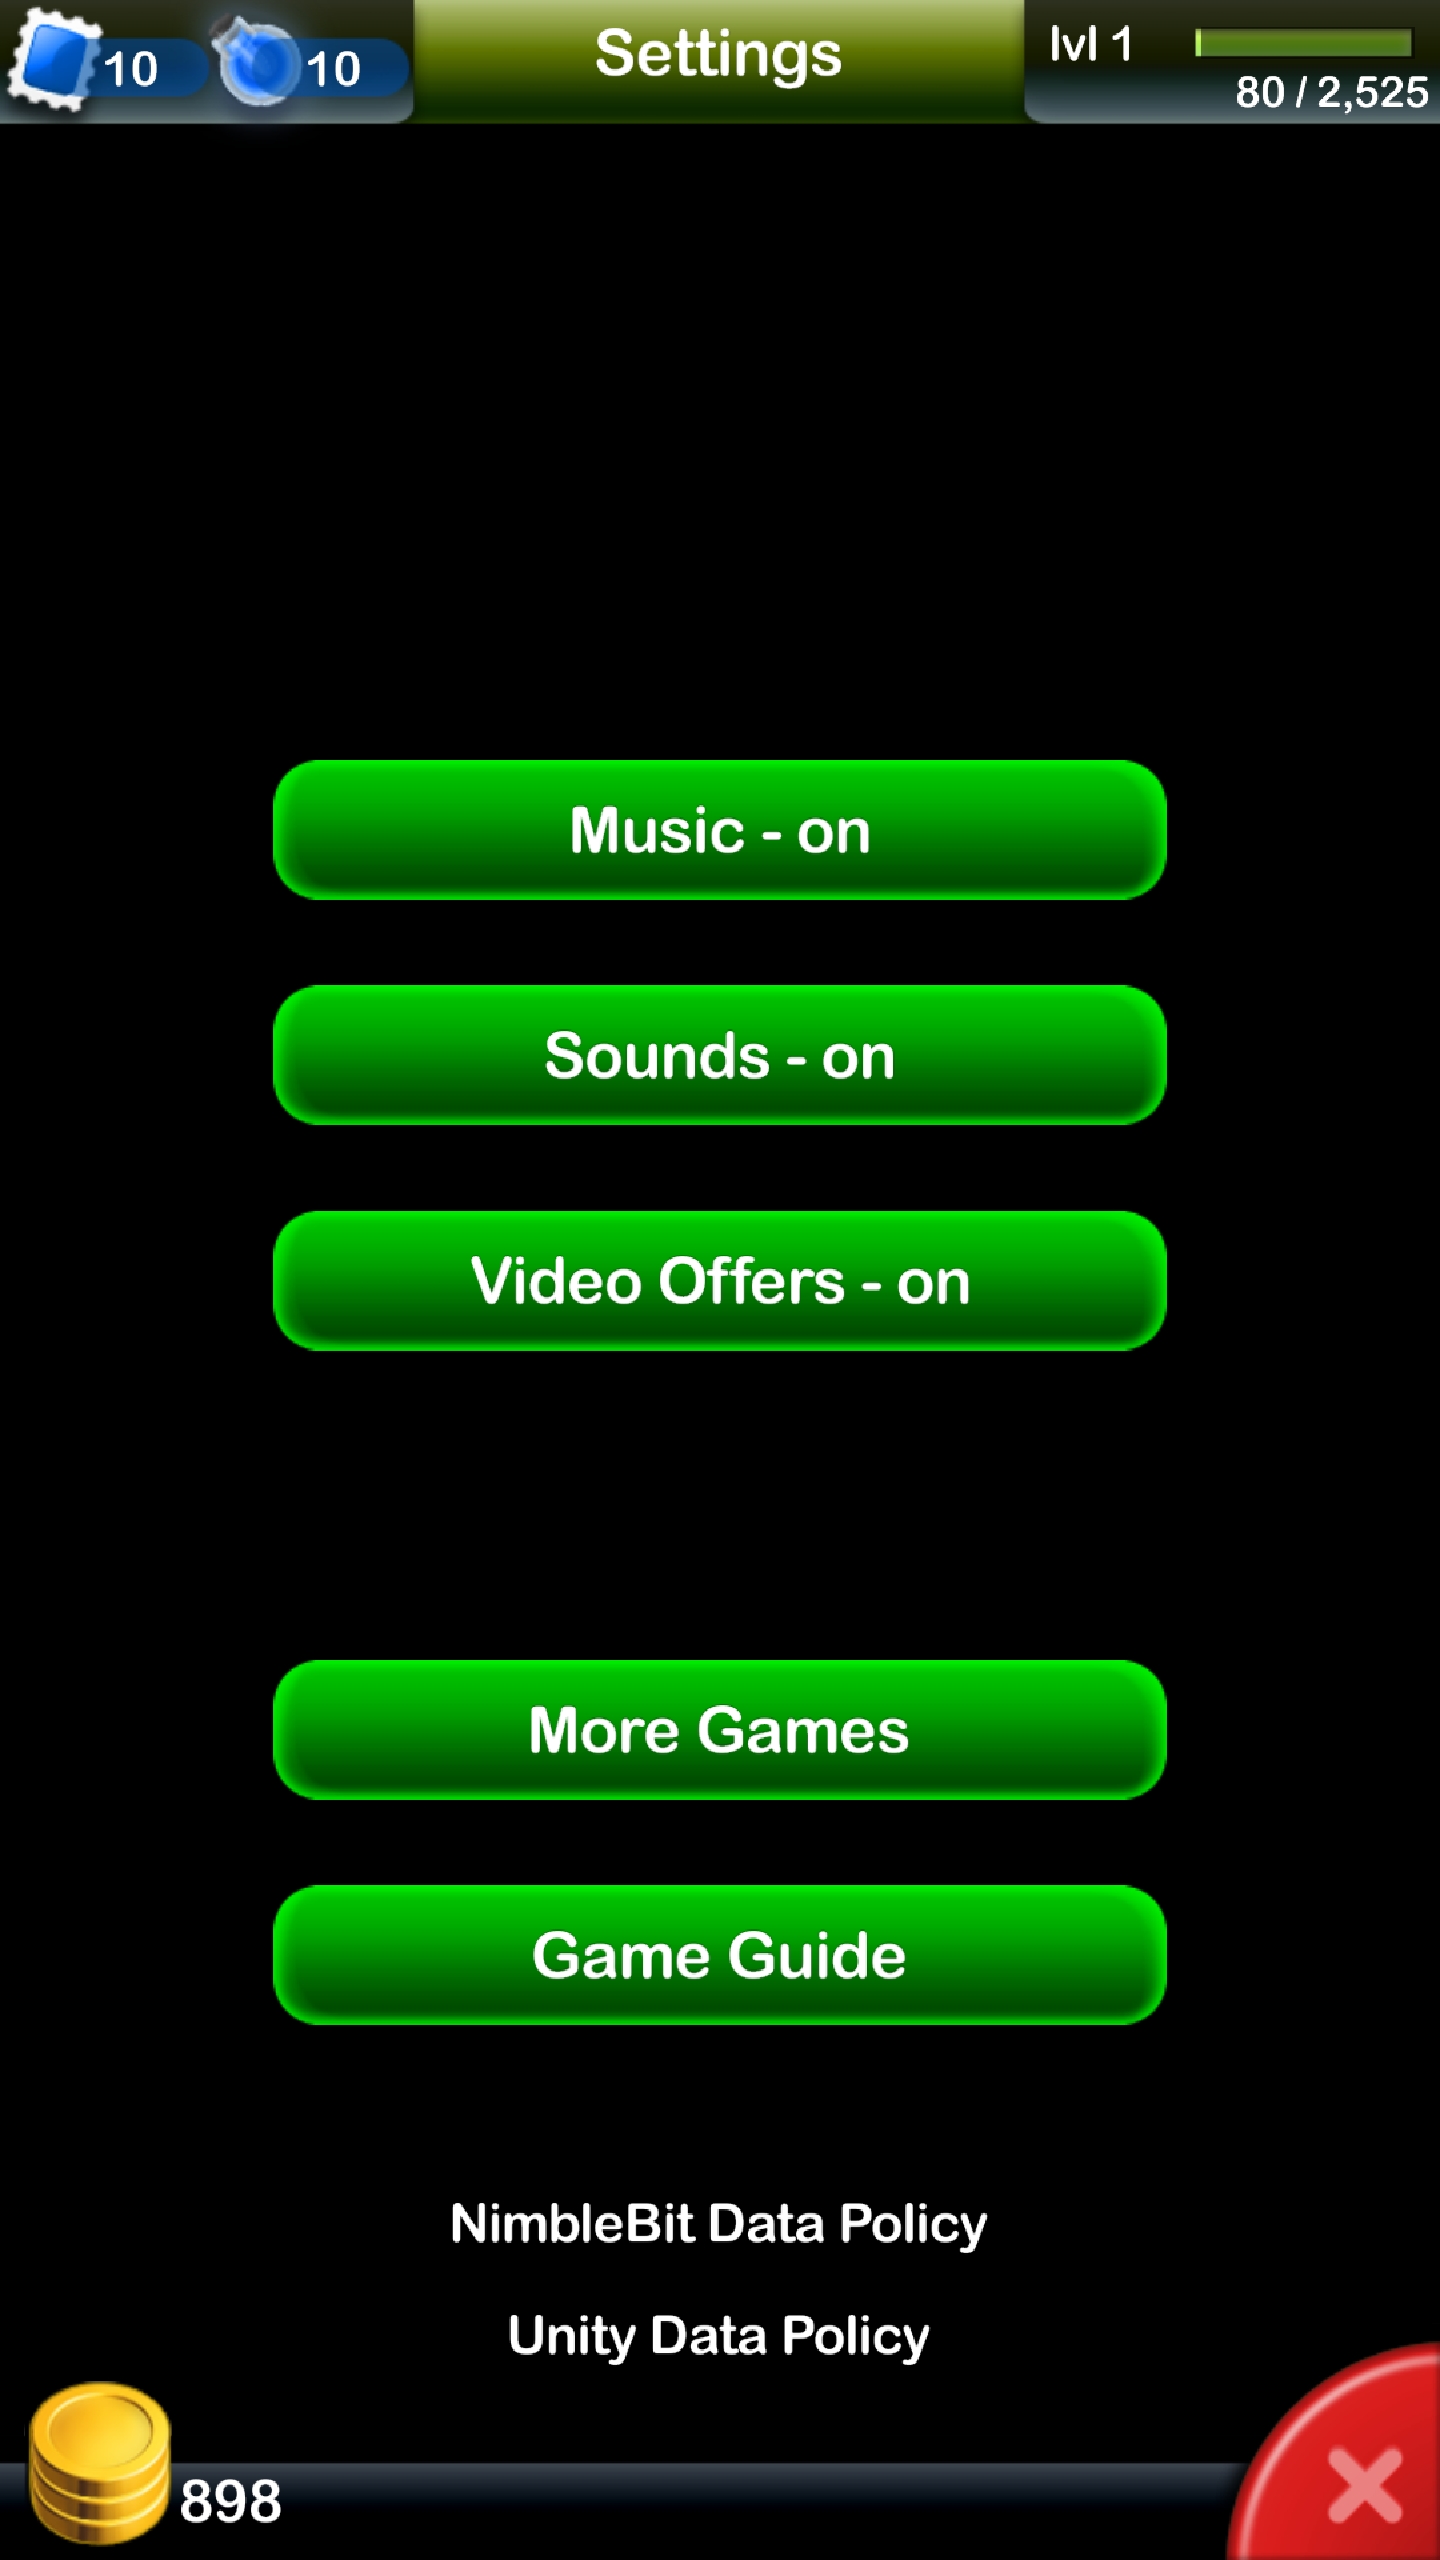 10 10 Settings lvl 1
80 / 2,525
Music - on
Sounds - on
Video Offers - on
More Games
Game Guide
NimbleBit Data Policy
Unity Data Policy
898